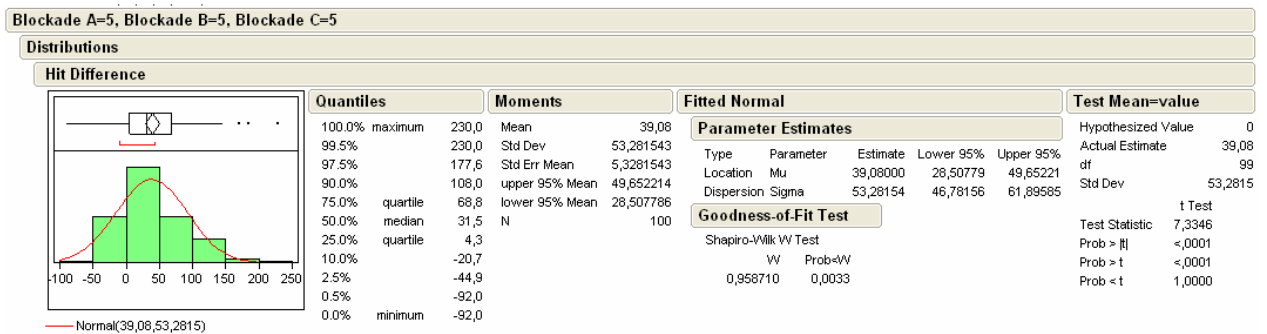 Blockade A=5, Blockade B=5, Blockade C=5
Distributions
Hit Difference
-100 -50 0 50 100 150 200 250
Normal(39,08,53,2815)
Quantiles
100.0% maximum 230,0
99.5% 230,0
97.5% 177,6
90.0% 108,0
75.0% quartile 68,8
50.0% median 31,5
25.0% quartile 4,3
10.0% -20,7
2.5% -44,9
0.5% -92,0
0.0% minimum -92,0
Moments
Mean 39,08
Std Dev 53,281543
Std Err Mean 5,3281543
upper 95% Mean 49,652214
lower 95% Mean 28,507786
N 100
Fitted Normal
Parameter Estimates
Type Parameter Estimate Lower 95% Upper 95%
Location Mu 39,08000 28,50779 49,65221
Dispersion Sigma 53,28154 46,78156 61,89585
Goodness-of-Fit Test
Shapiro-Wilk W Test
W Prob<W
0,958710 0,0033
Test Mean=value
Hypothesized Value 0
Actual Estimate 39,08
df 99
Std Dev 53,2815
t Test
Test Statistic 7,3346
Prob > |t| <,0001
Prob > t <,0001
Prob < t 1,0000